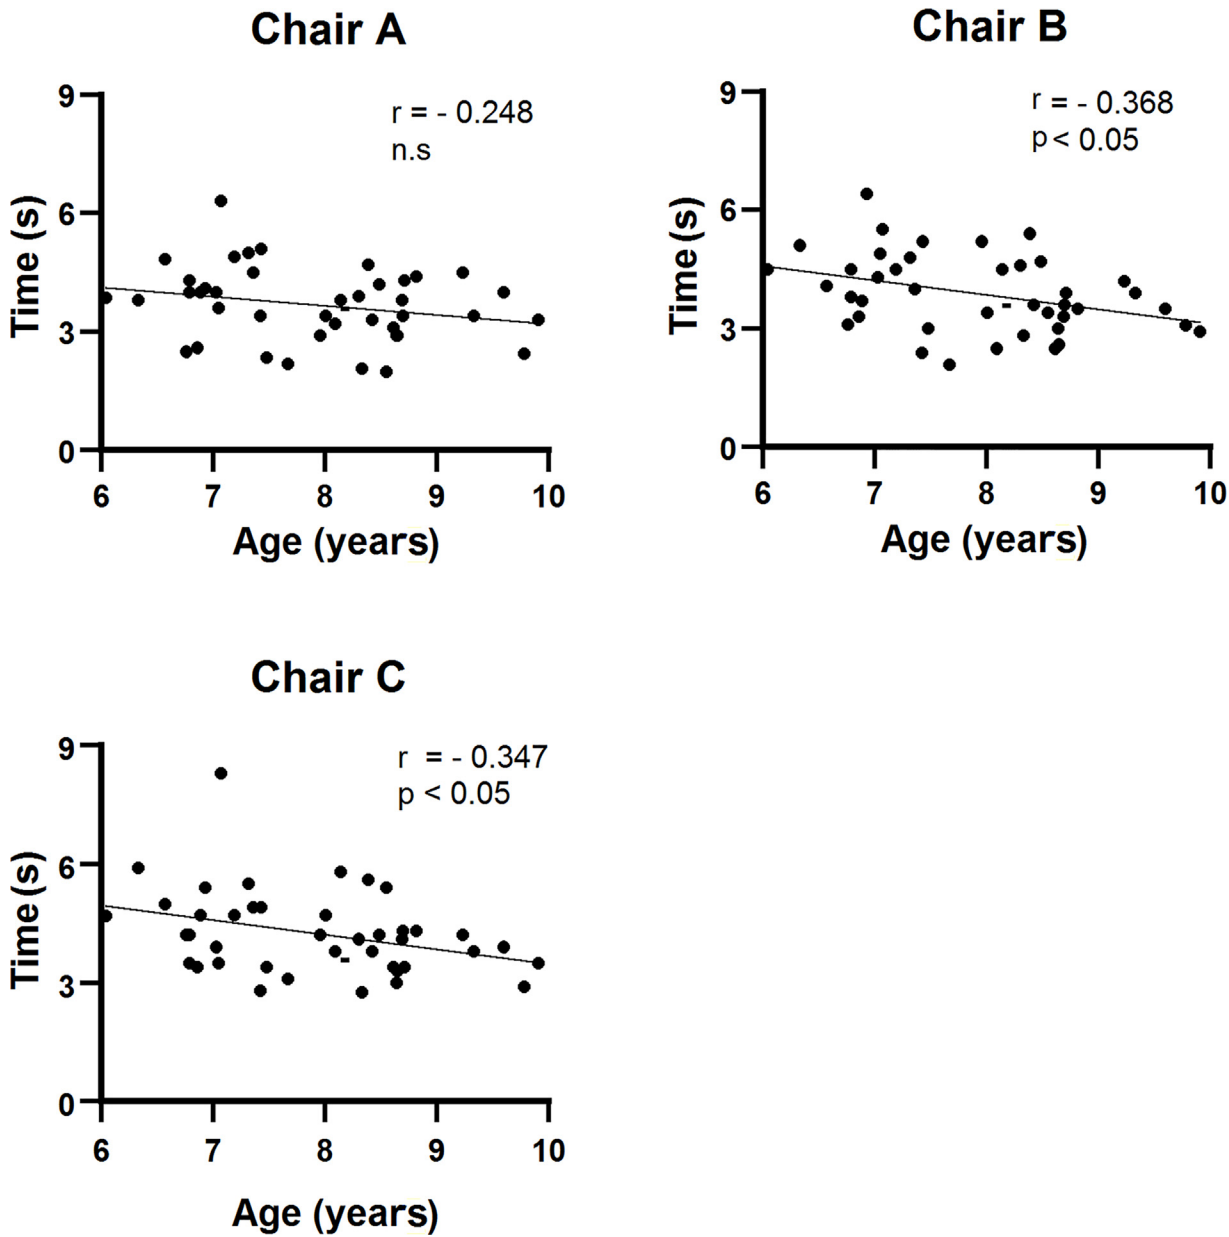 Chair A
r = - 0.248
n.s
Time (s)
9
6
3
0
6 7 8 9 10
Age (years)
Chair B
r = - 0.368
p < 0.05
Time (s)
9
6
3
0
6 7 8 9 10
Age (years)
Chair C
r = - 0.347
p < 0.05
Time (s)
9
6
3
0
6 7 8 9 10
Age (years)